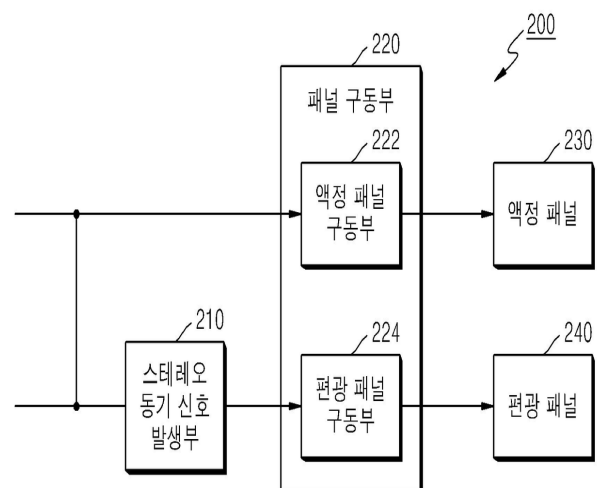 200
220
패널 구동부
222
액정 패널
구동부
230
액정 패널
210
스테레오
동기 신호
발생부
224
편광 패널
구동부
240
편광 패널